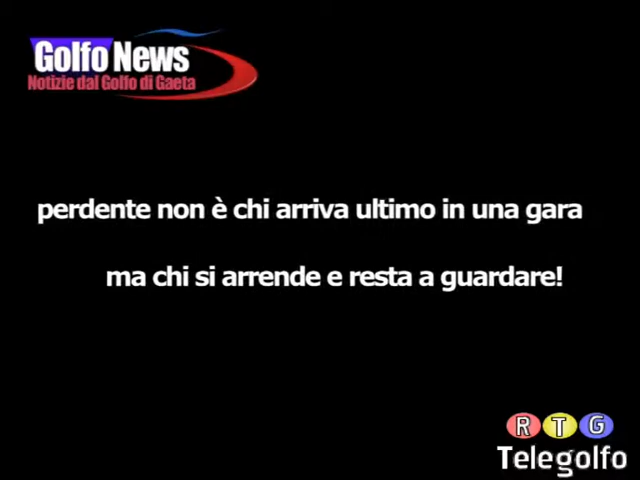 Golfo News
Notizie dal Golfo di Gaeta
perdente non è chi arriva ultimo in una gara
ma chi si arrende e resta a guardare!
R T G
Telegolfo